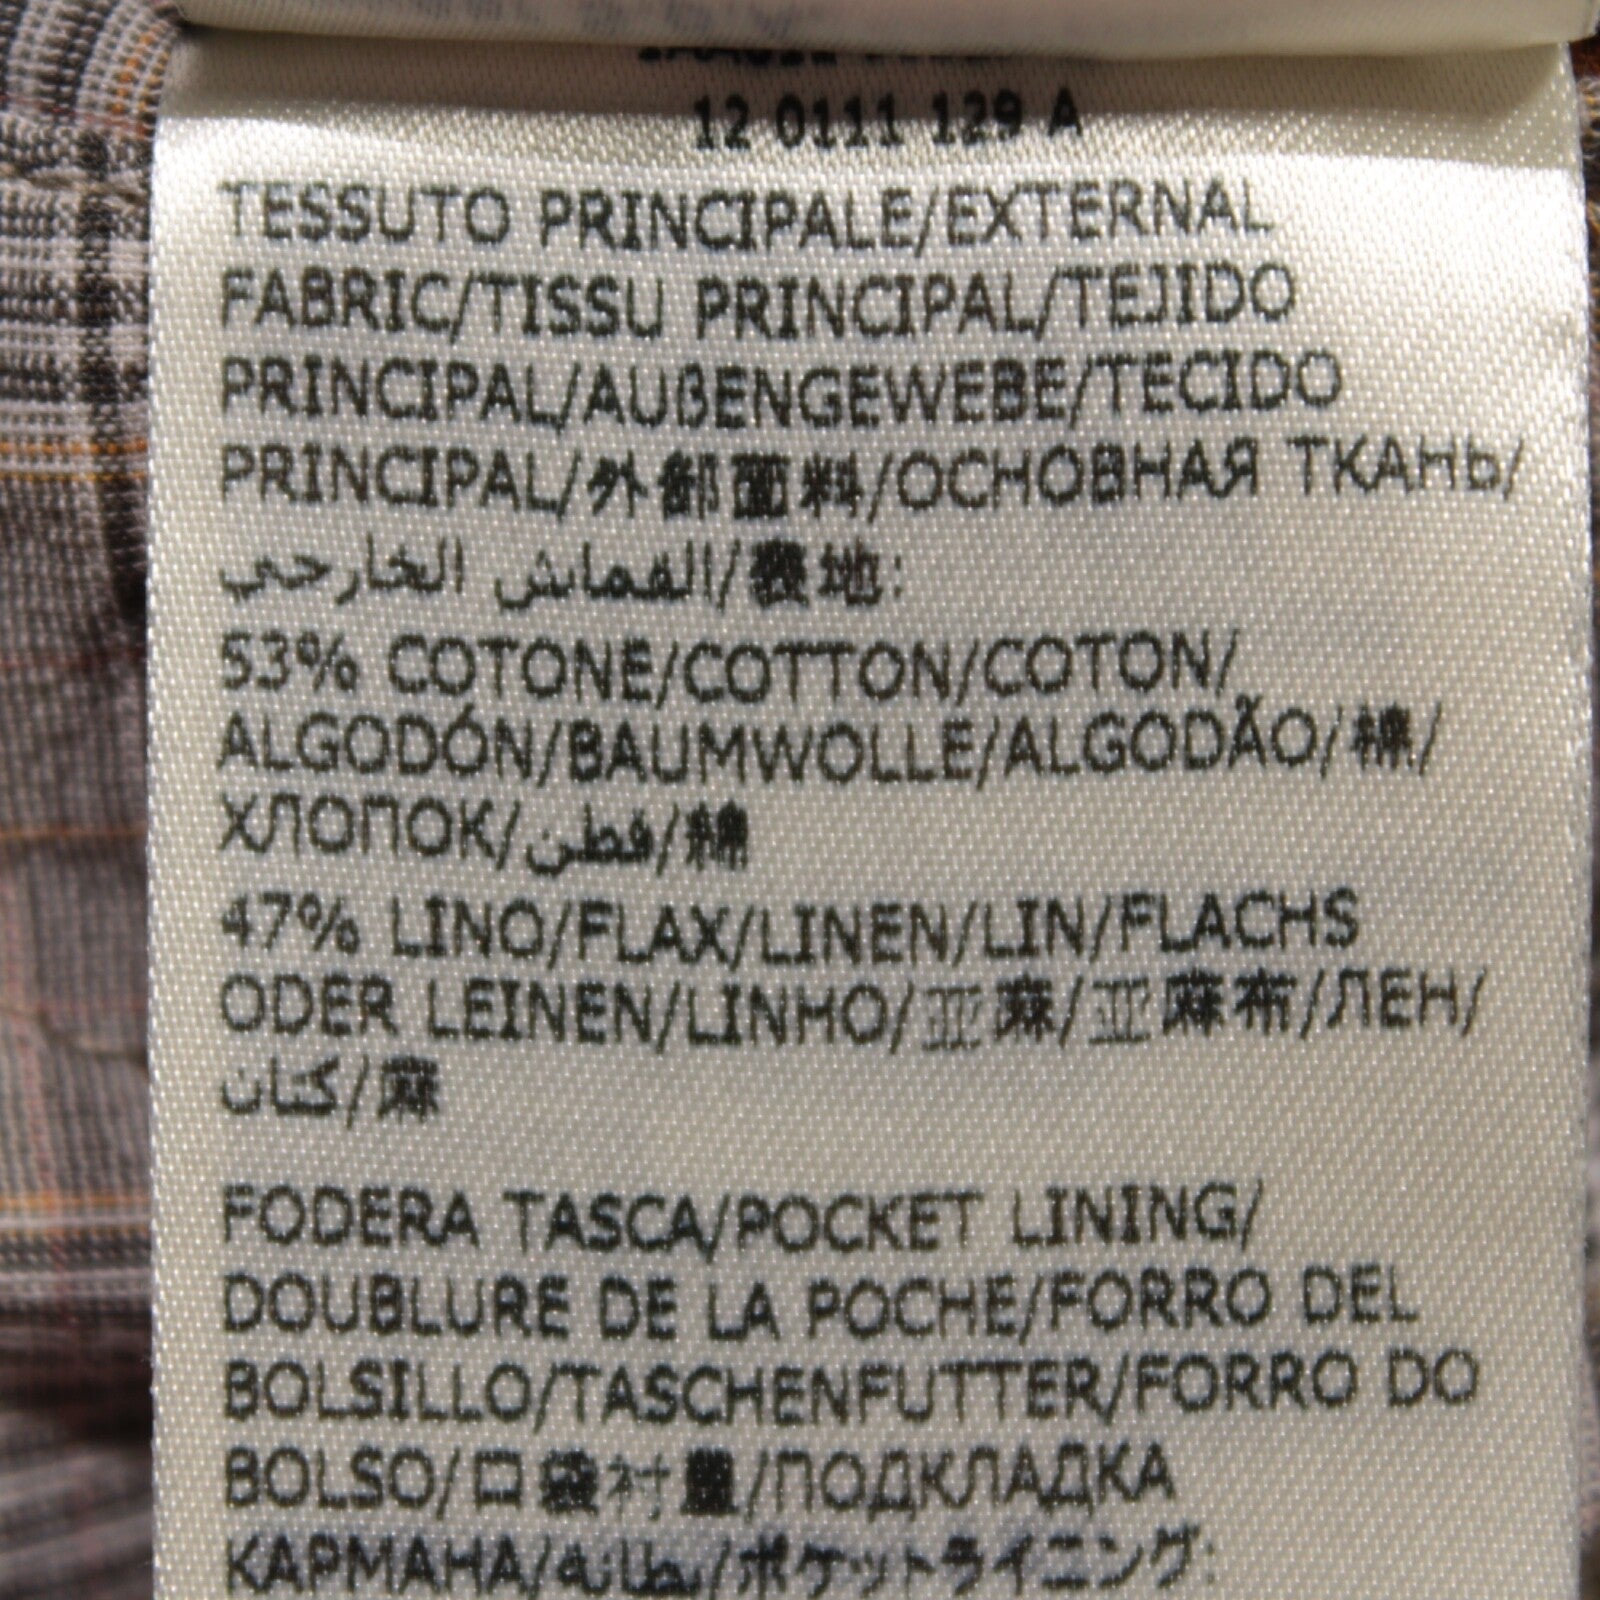 12 0111 129 A
TESSUTO PRINCIPALE/EXTERNAL
FABRIC/TISSU PRINCIPAL/TEJIDO
PRINCIPAL/AUßENGEWEBE/TECIDO
PRINCIPAL/外部面料/ОСНОВНАЯ ТКАНЬ/
القماش الخارجي/表地:
53% COTONE/COTTON/COTON/
ALGODÓN/BAUMWOLLE/ALGODÃO/棉/
ХЛОПОК/قطن/綿
47% LINO/FLAX/LINEN/LIN/FLACHS
ODER LEINEN/LINHO/亚麻/亚麻布/ЛЕН/
كتان/麻
FODERA TASCA/POCKET LINING/
DOUBLURE DE LA POCHE/FORRO DEL
BOLSILLO/TASCHENFUTTER/FORRO DO
BOLSO/口袋衬里/ПОДКЛАДКА
КАРМАНА/بطانة/ポケットライニング: